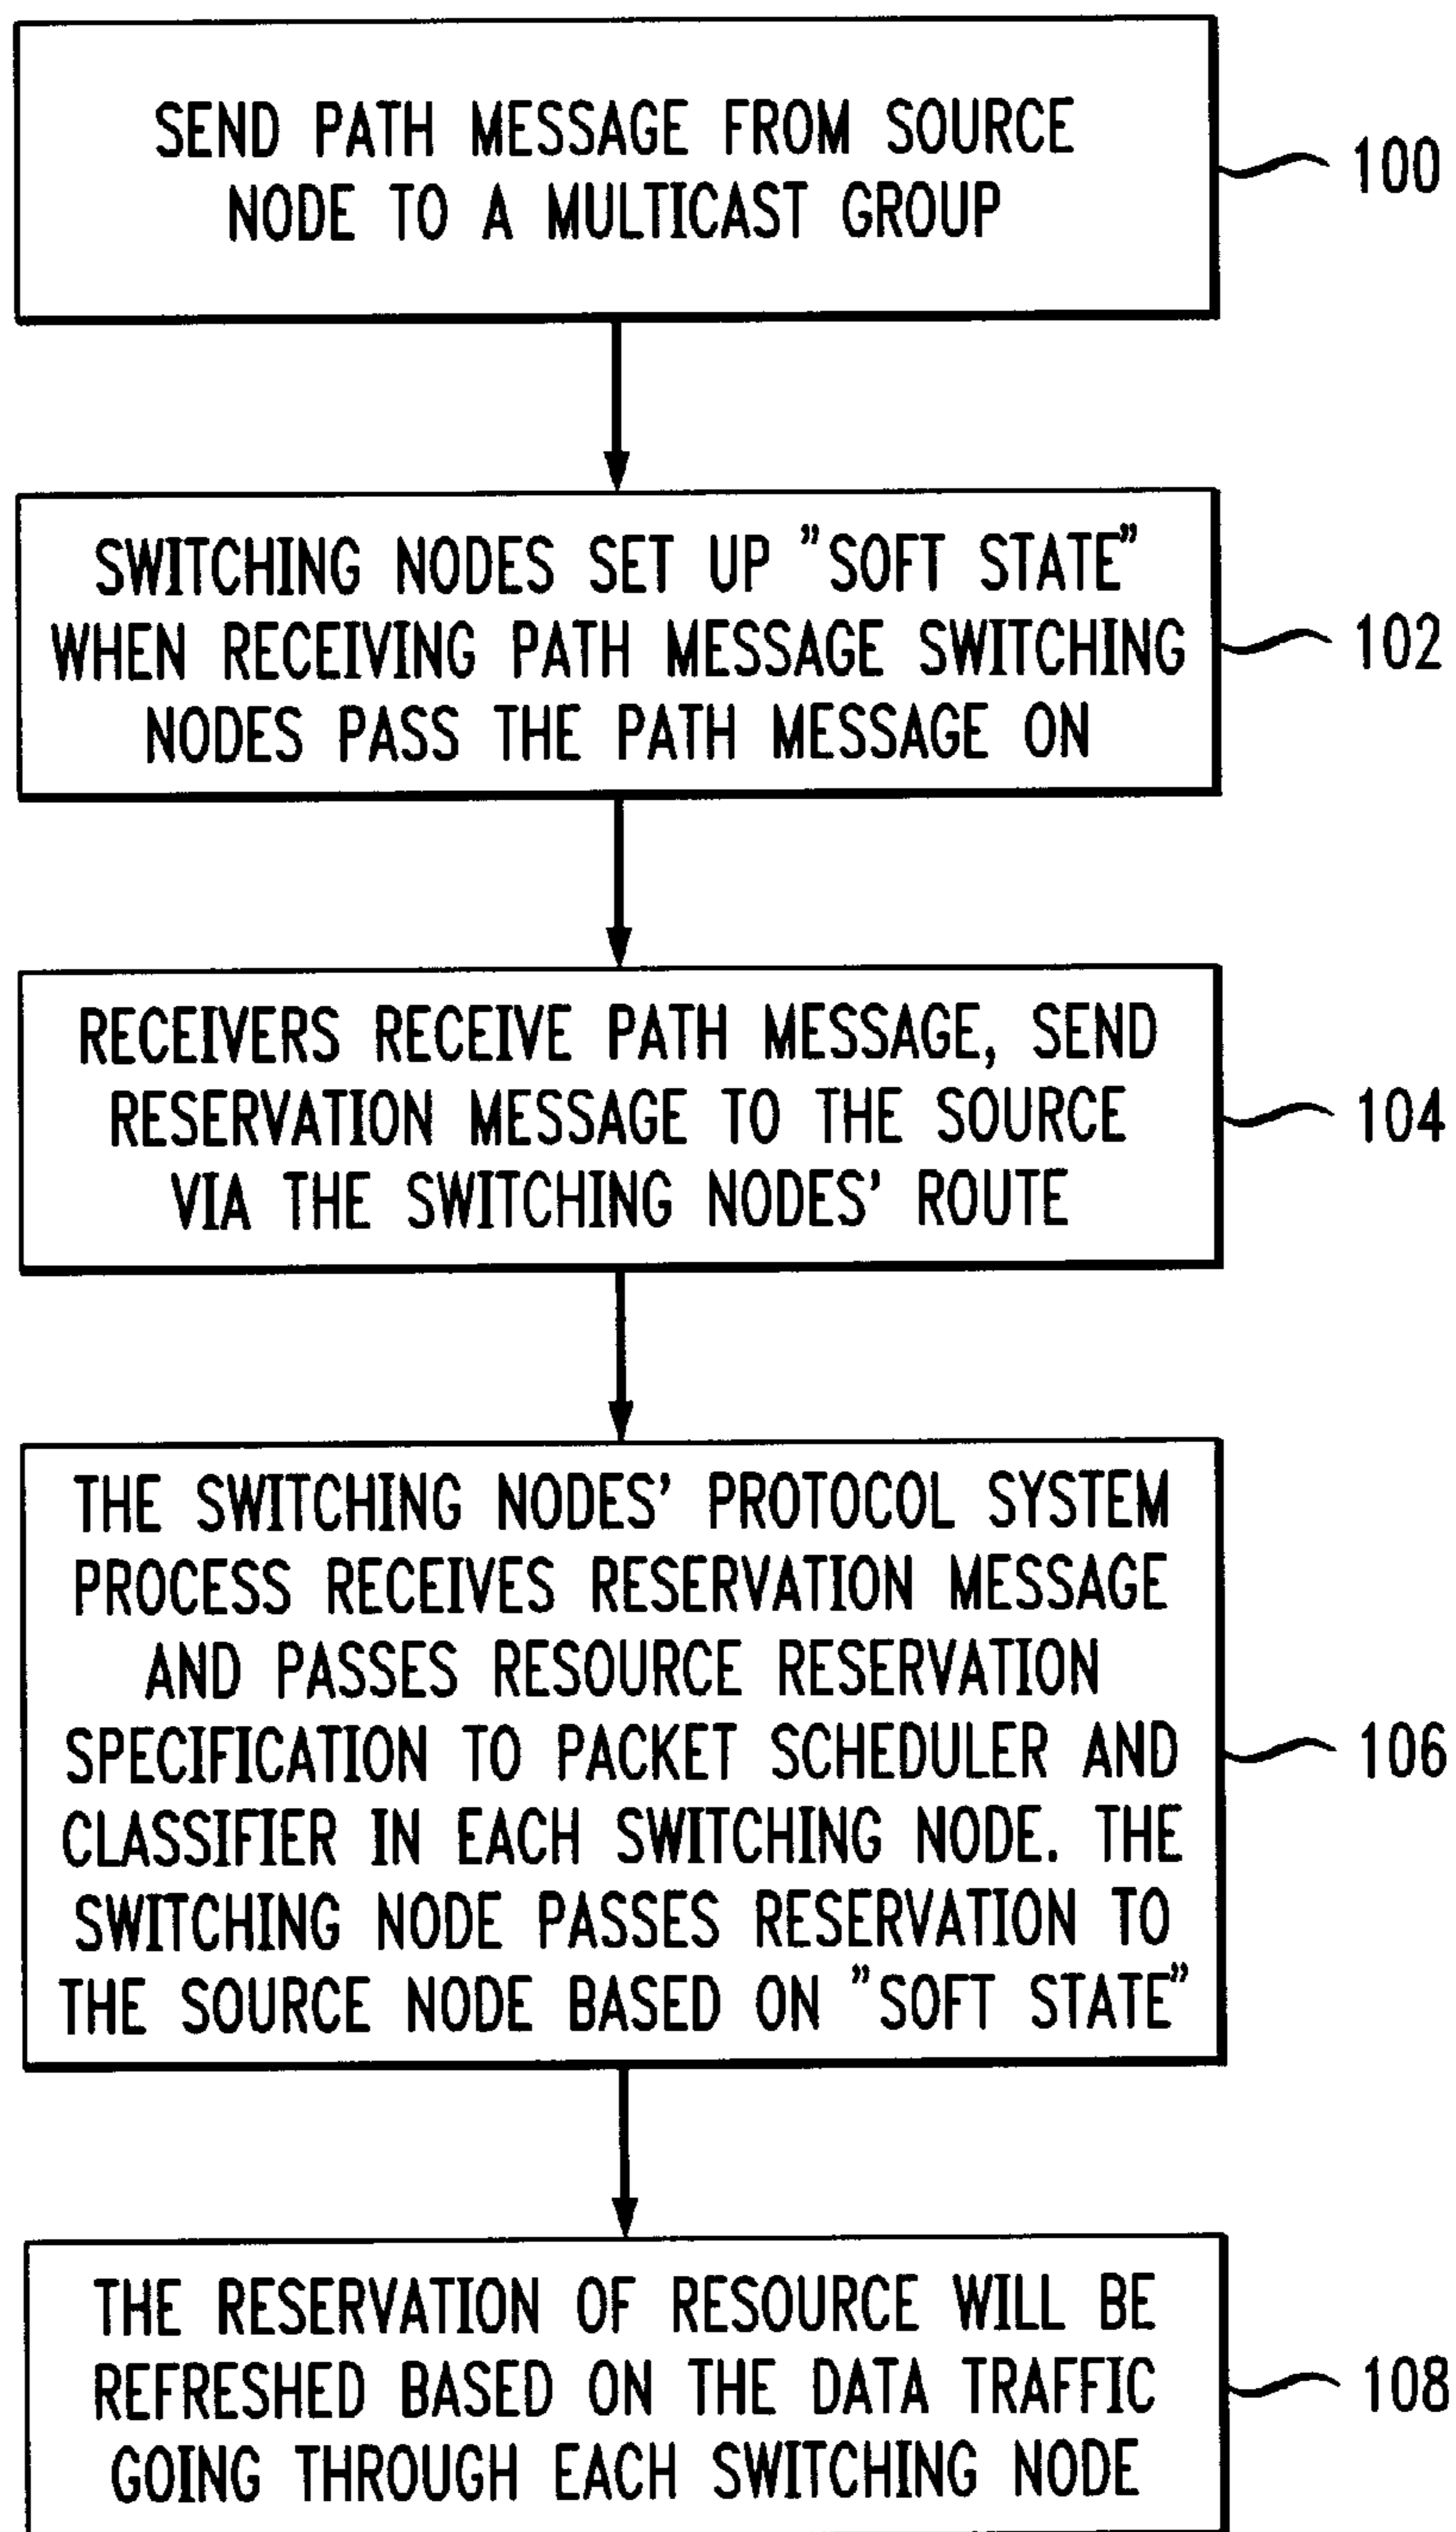 SEND PATH MESSAGE FROM SOURCE
NODE TO A MULTICAST GROUP
100
SWITCHING NODES SET UP "SOFT STATE"
WHEN RECEIVING PATH MESSAGE SWITCHING
NODES PASS THE PATH MESSAGE ON
102
RECEIVERS RECEIVE PATH MESSAGE, SEND
RESERVATION MESSAGE TO THE SOURCE
VIA THE SWITCHING NODES' ROUTE
104
THE SWITCHING NODES' PROTOCOL SYSTEM
PROCESS RECEIVES RESERVATION MESSAGE
AND PASSES RESOURCE RESERVATION
SPECIFICATION TO PACKET SCHEDULER AND
CLASSIFIER IN EACH SWITCHING NODE. THE
SWITCHING NODE PASSES RESERVATION TO
THE SOURCE NODE BASED ON "SOFT STATE"
106
THE RESERVATION OF RESOURCE WILL BE
REFRESHED BASED ON THE DATA TRAFFIC
GOING THROUGH EACH SWITCHING NODE
108